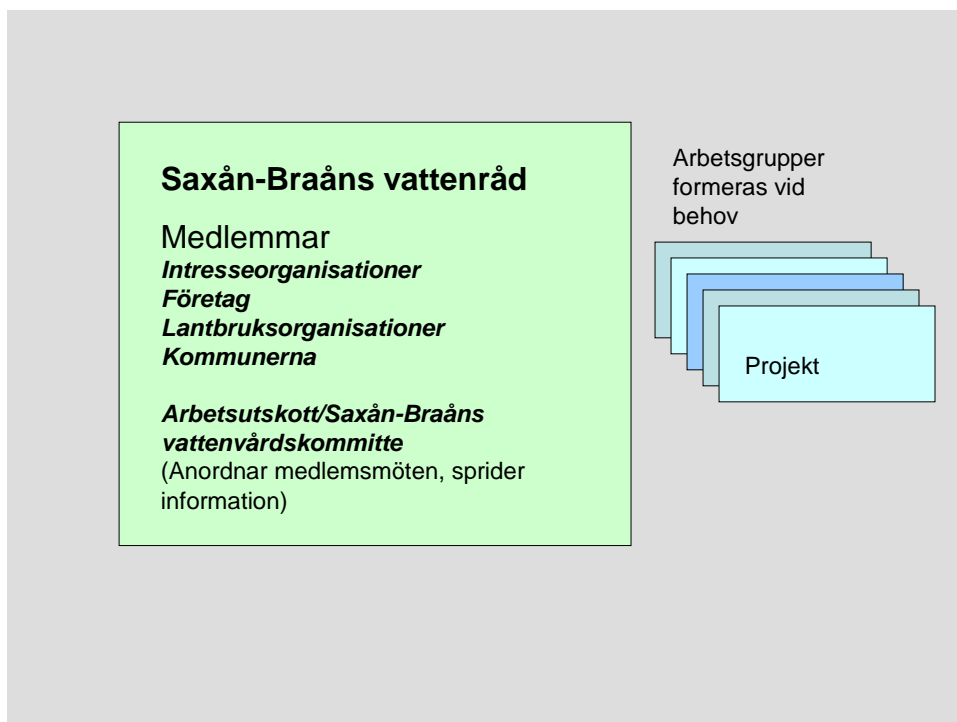 Saxån-Braåns vattenråd
Medlemmar
Intresseorganisationer
Företag
Lantbruksorganisationer
Kommunerna
Arbetsutskott/Saxån-Braåns
vattenvårdskommitte
(Anordnar medlemsmöten, sprider
information)
Arbetsgrupper
formeras vid
behov
Projekt